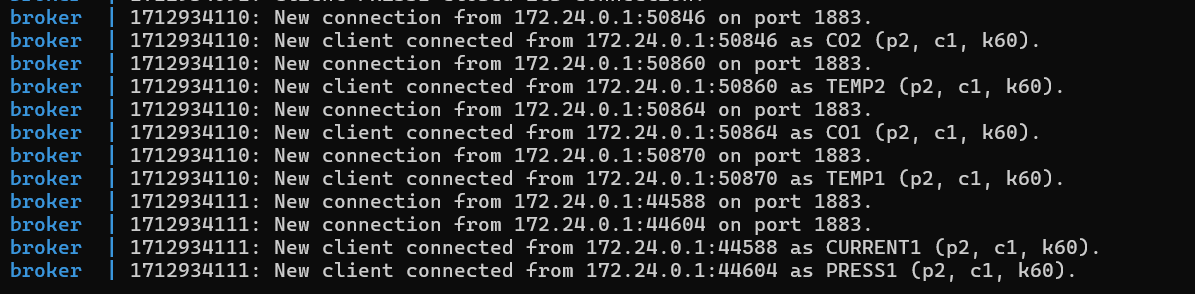 broker | 1712934110: New connection from 172.24.0.1:50846 on port 1883.
broker | 1712934110: New client connected from 172.24.0.1:50846 as CO2 (p2, c1, k60).
broker | 1712934110: New connection from 172.24.0.1:50860 on port 1883.
broker | 1712934110: New client connected from 172.24.0.1:50860 as TEMP2 (p2, c1, k60).
broker | 1712934110: New connection from 172.24.0.1:50864 on port 1883.
broker | 1712934110: New client connected from 172.24.0.1:50864 as CO1 (p2, c1, k60).
broker | 1712934110: New connection from 172.24.0.1:50870 on port 1883.
broker | 1712934110: New client connected from 172.24.0.1:50870 as TEMP1 (p2, c1, k60).
broker | 1712934111: New connection from 172.24.0.1:44588 on port 1883.
broker | 1712934111: New connection from 172.24.0.1:44604 on port 1883.
broker | 1712934111: New client connected from 172.24.0.1:44588 as CURRENT1 (p2, c1, k60).
broker | 1712934111: New client connected from 172.24.0.1:44604 as PRESS1 (p2, c1, k60).